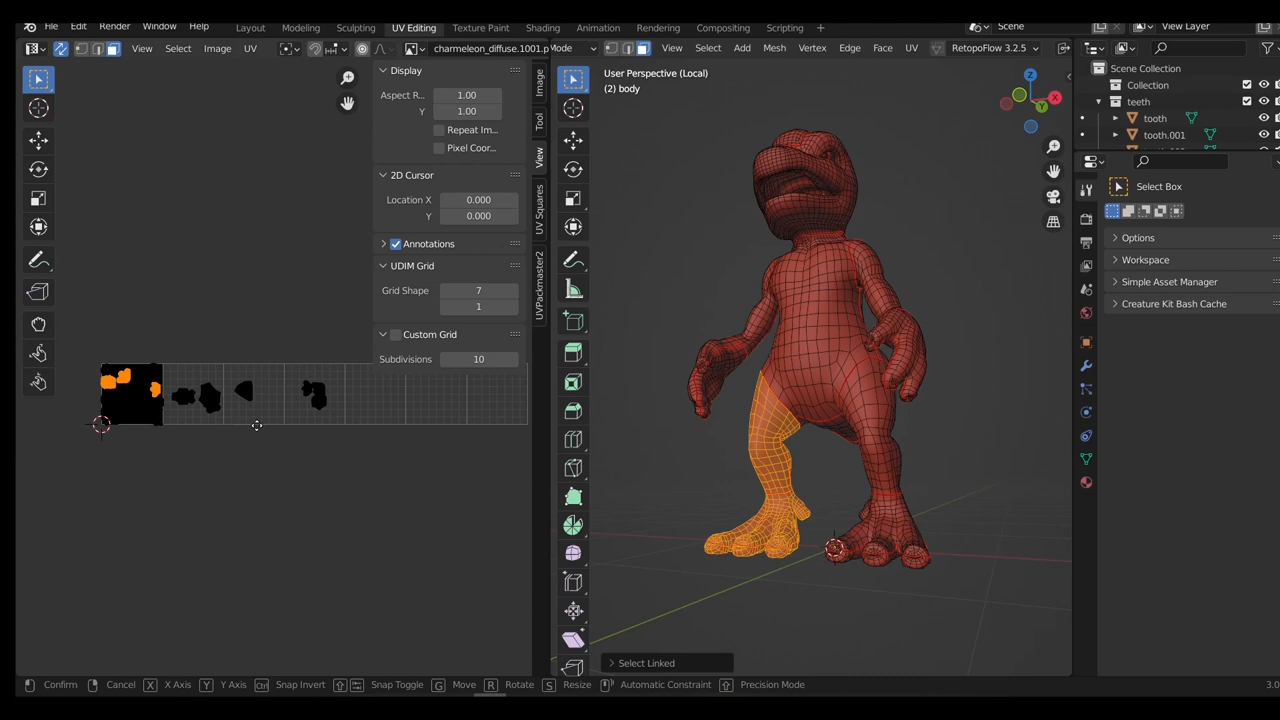 File Edit Render Window Help Layout Modeling Sculpting UV Editing Texture Paint Shading Animation Rendering Compositing Scripting + Scene View Layer
View Select Image UV charmeleon_diffuse.1001.p Mode View Select Add Mesh Vertex Edge Face UV RetopoFlow 3.2.5
Display
Aspect R... 1.00
Y 1.00
Repeat Im...
Pixel Coor...
2D Cursor
Location X 0.000
Y 0.000
Annotations
UDIM Grid
Grid Shape 7
1
Custom Grid
Subdivisions 10
Image
Tool
View
UV Squares
UVPackmaster2
User Perspective (Local)
(2) body
Z
X
Y
Select Linked
Scene Collection
Collection
teeth
tooth
tooth.001
Select Box
Options
Workspace
Simple Asset Manager
Creature Kit Bash Cache
Confirm Cancel X X Axis Y Y Axis Ctrl Snap Invert Snap Toggle G Move R Rotate S Resize Automatic Constraint Precision Mode 3.0